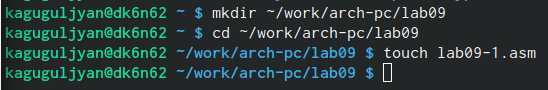 kaguguljyan@dk6n62 ~ $ mkdir ~/work/arch-pc/lab09
kaguguljyan@dk6n62 ~ $ cd ~/work/arch-pc/lab09
kaguguljyan@dk6n62 ~/work/arch-pc/lab09 $ touch lab09-1.asm
kaguguljyan@dk6n62 ~/work/arch-pc/lab09 $